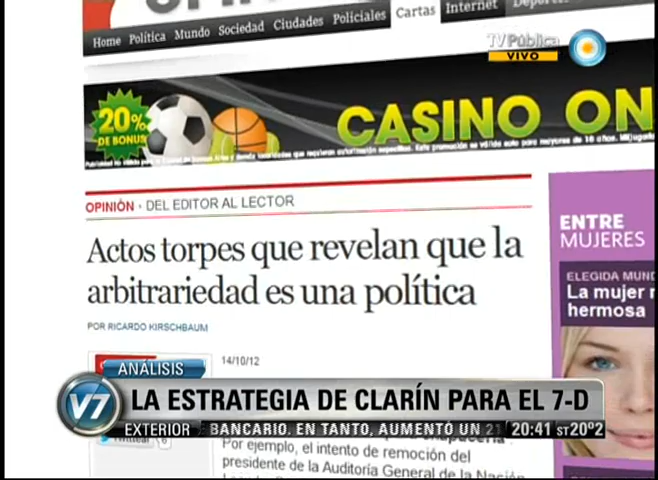 Home Política Mundo Sociedad Ciudades Policiales Cartas Internet
TV Pública
VIVO
20%
DE BONUS
CASINO ON
OPINIÓN • DEL EDITOR AL LECTOR
Actos torpes que revelan que la
arbitrariedad es una política
POR RICARDO KIRSCHBAUM
14/10/12
ENTRE
MUJERES
ELEGIDA MUND
La mujer
hermosa
ANÁLISIS
V7
LA ESTRATEGIA DE CLARÍN PARA EL 7-D
EXTERIOR
BANCARIO. EN TANTO, AUMENTÓ UN 21
20:41 ST20º2
Por ejemplo, el intento de remoción del
presidente de la Auditoría General de la Nación